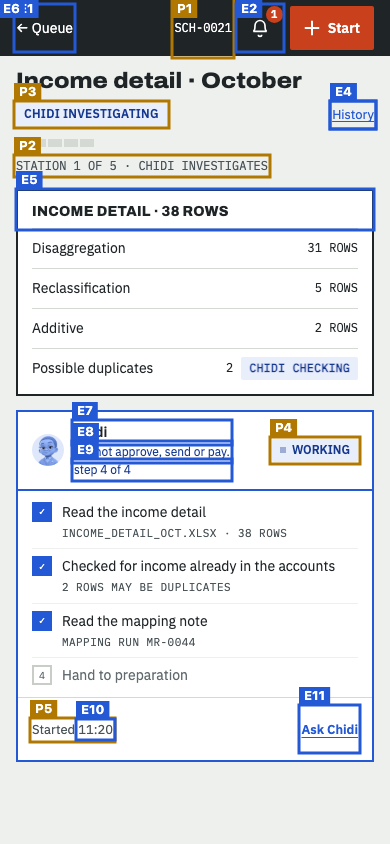 E6 E1 P1 E2 1
← Queue SCH-0021 Start
Income detail · October
P3 E4
CHIDI INVESTIGATING History
P2
STATION 1 OF 5 · CHIDI INVESTIGATES
E5
INCOME DETAIL · 38 ROWS
Disaggregation 31 ROWS
Reclassification 5 ROWS
Additive 2 ROWS
Possible duplicates 2 CHIDI CHECKING
E7
E8 P4
E9 not approve, send or pay. WORKING
step 4 of 4
✓ Read the income detail
INCOME_DETAIL_OCT.XLSX · 38 ROWS
✓ Checked for income already in the accounts
2 ROWS MAY BE DUPLICATES
✓ Read the mapping note
MAPPING RUN MR-0044
4 Hand to preparation
P5 E10 E11
Started 11:20 Ask Chidi